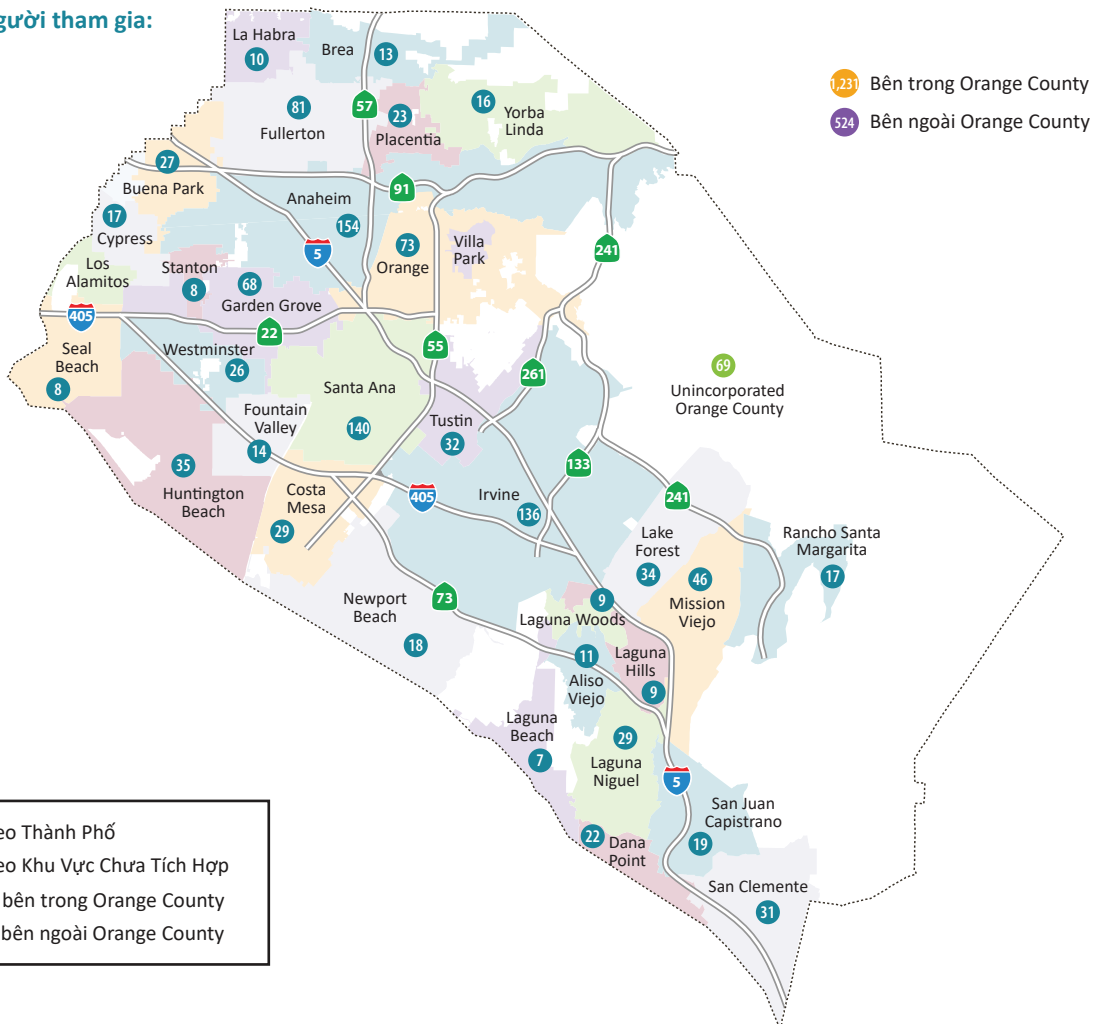 gười tham gia:
La Habra
10
Brea
13
1,231 Bên trong Orange County
524 Bên ngoài Orange County
81
Fullerton
57
23
Placentia
16
Yorba
Linda
27
Buena Park
91
Anaheim
154
17
Cypress
5
73
Orange
Villa
Park
241
Los
Alamitos
Stanton
8
68
Garden Grove
405
22
55
Seal
Beach
8
Westminster
26
261
69
Unincorporated
Orange County
Santa Ana
140
Fountain
Valley
14
Tustin
32
133
35
Huntington
Beach
Costa
Mesa
29
405
Irvine
136
241
Lake
Forest
34
46
Mission
Viejo
Rancho Santa
Margarita
17
Newport
Beach
18
73
9
Laguna Woods
11
Aliso
Viejo
Laguna
Hills
9
Laguna
Beach
7
29
Laguna
Niguel
5
San Juan
Capistrano
19
22
Dana
Point
San Clemente
31
eo Thành Phố
eo Khu Vực Chưa Tích Hợp
bên trong Orange County
bên ngoài Orange County